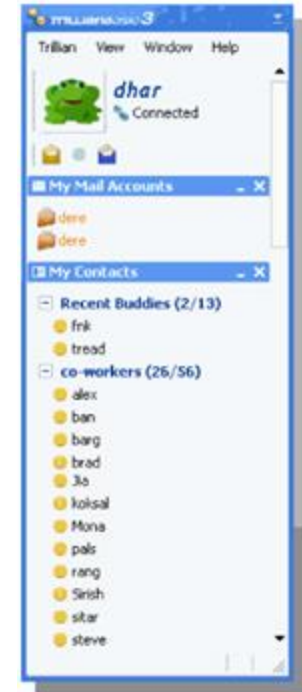 Trillian View Window Help
dhar
Connected
My Mail Accounts
dere
dere
My Contacts
Recent Buddies (2/13)
fnk
tread
co-workers (26/56)
alex
ban
barg
brad
Jia
koksal
Mona
pals
rang
Sirish
sitar
steve